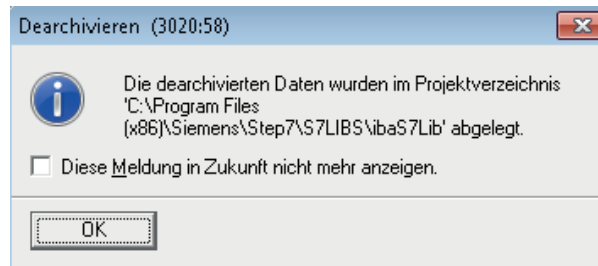 Dearchivieren (3020:58)
Die dearchivierten Daten wurden im Projektverzeichnis
'C:\Program Files
(x86)\Siemens\Step7\S7LIBS\ibaS7Lib' abgelegt.
Diese Meldung in Zukunft nicht mehr anzeigen.
OK